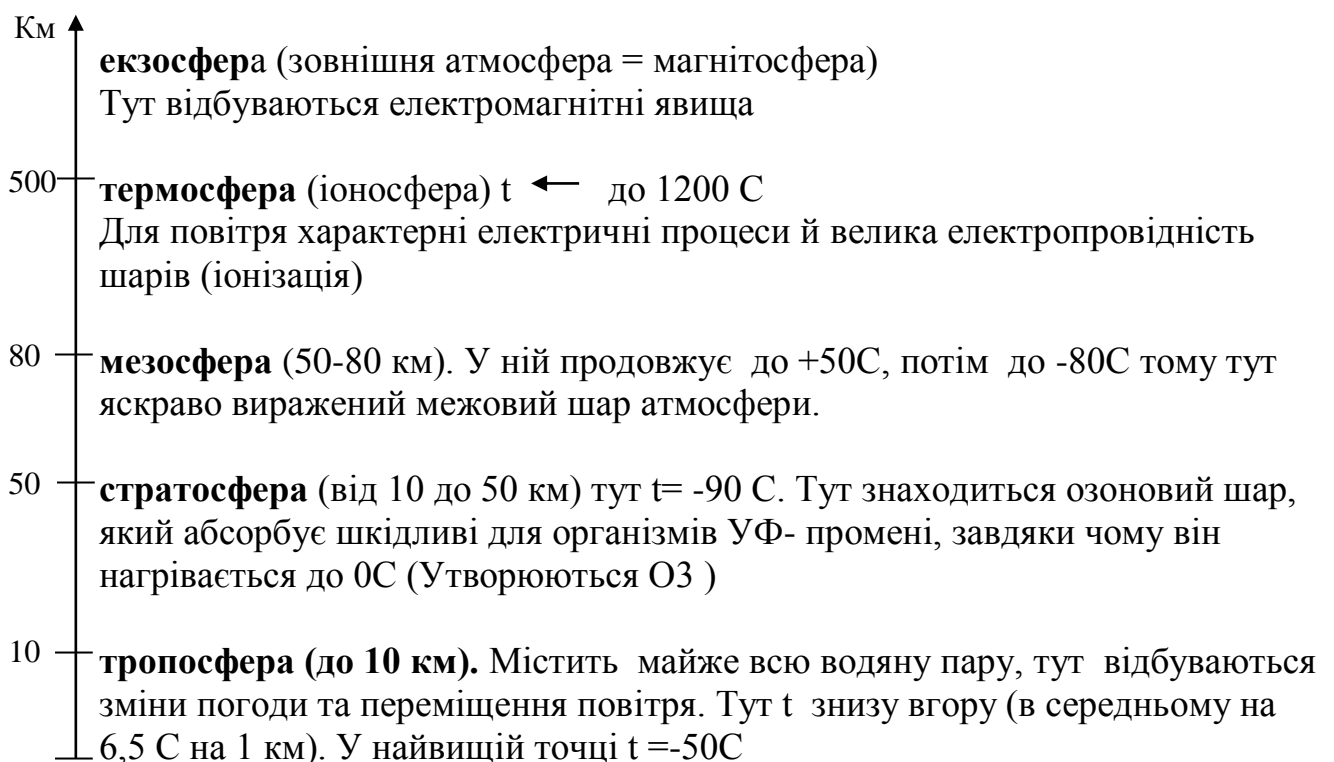 Км
екзосфера (зовнішня атмосфера = магнітосфера)
Тут відбуваються електромагнітні явища
500
термосфера (іоносфера) t ← до 1200 С
Для повітря характерні електричні процеси й велика електропровідність
шарів (іонізація)
80
мезосфера (50-80 км). У ній продовжує  до +50С, потім  до -80С тому тут
яскраво виражений межовий шар атмосфери.
50
стратосфера (від 10 до 50 км) тут t= -90 С. Тут знаходиться озоновий шар,
який абсорбує шкідливі для організмів УФ- промені, завдяки чому він
нагрівається до 0С (Утворюються О3 )
10
тропосфера (до 10 км). Містить  майже всю водяну пару, тут  відбуваються
зміни погоди та переміщення повітря. Тут t  знизу вгору (в середньому на
6,5 С на 1 км). У найвищій точці t =-50С